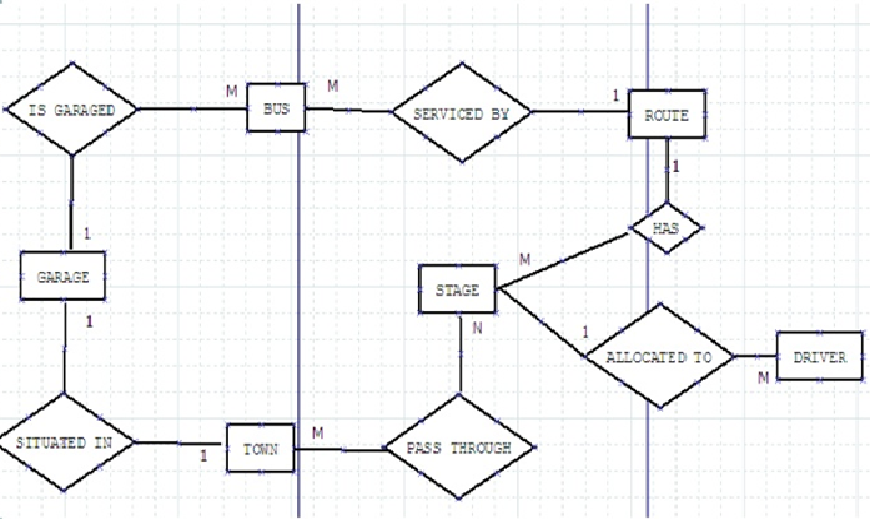 M
M
1
IS GARAGED
BUS
SERVICED BY
ROUTE
1
1
HAS
M
GARAGE
STAGE
1
N
1
ALLOCATED TO
DRIVER
M
SITUATED IN
1
TOWN
M
PASS THROUGH